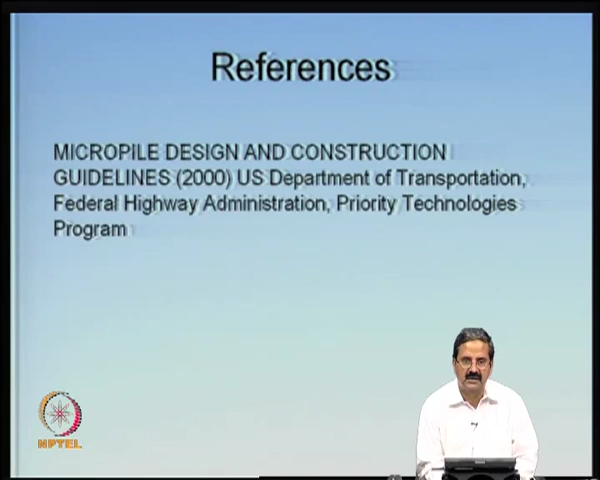 References
MICROPILE DESIGN AND CONSTRUCTION
GUIDELINES (2000) US Department of Transportation,
Federal Highway Administration, Priority Technologies
Program
NPTEL